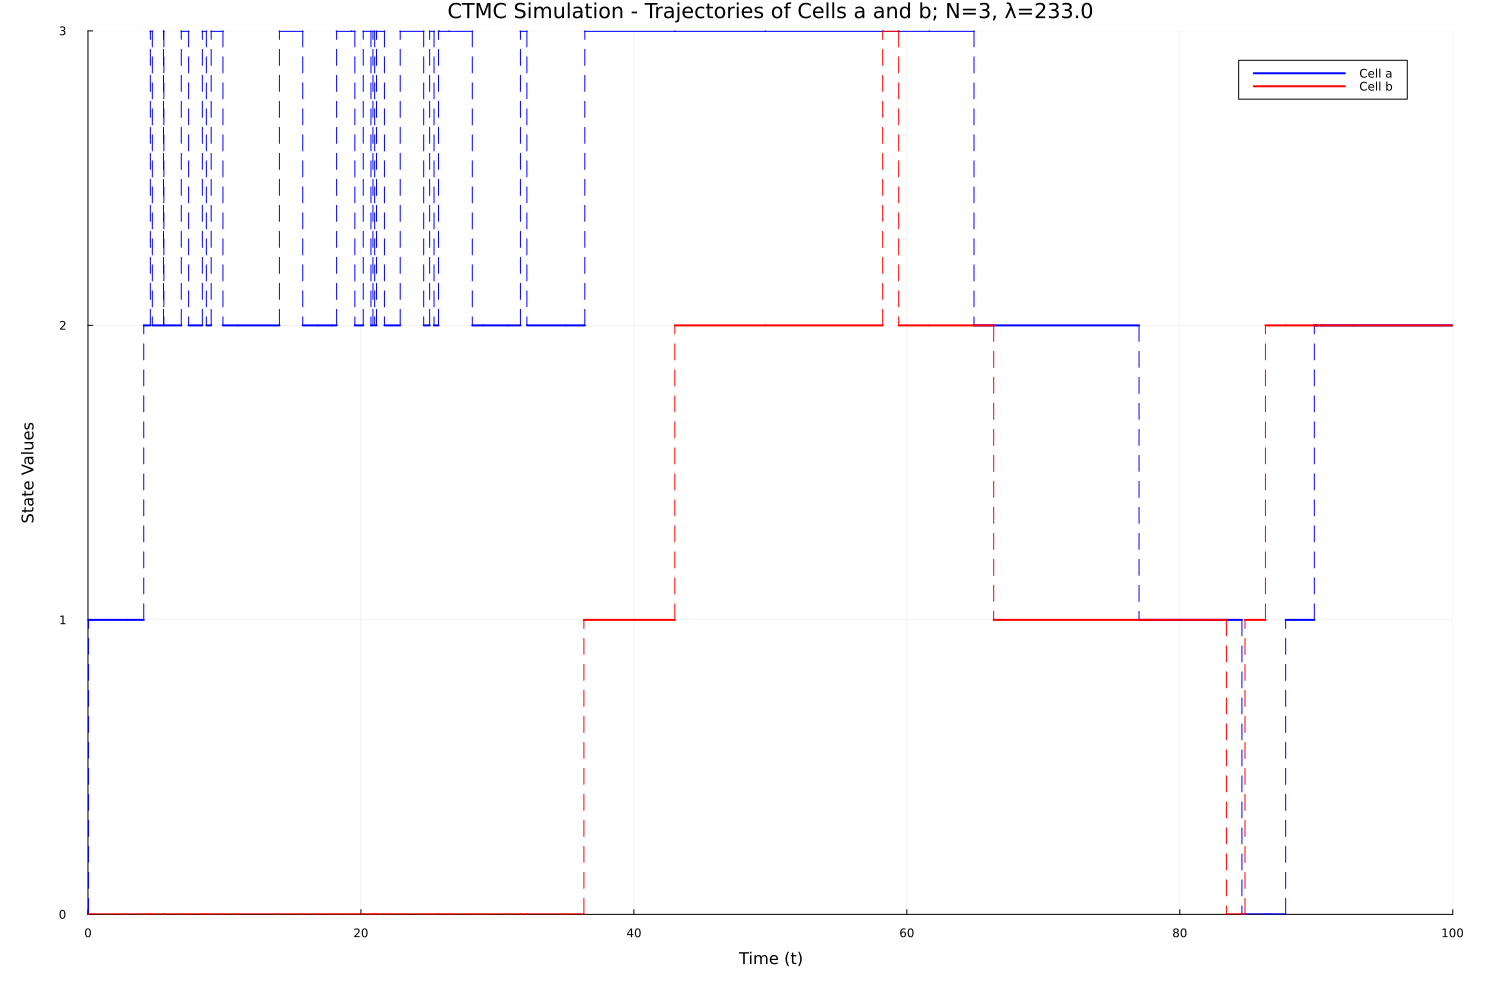 CTMC Simulation - Trajectories of Cells a and b; N=3, λ=233.0
Cell a
Cell b
State Values
3
2
1
0
0 20 40 60 80 100
Time (t)